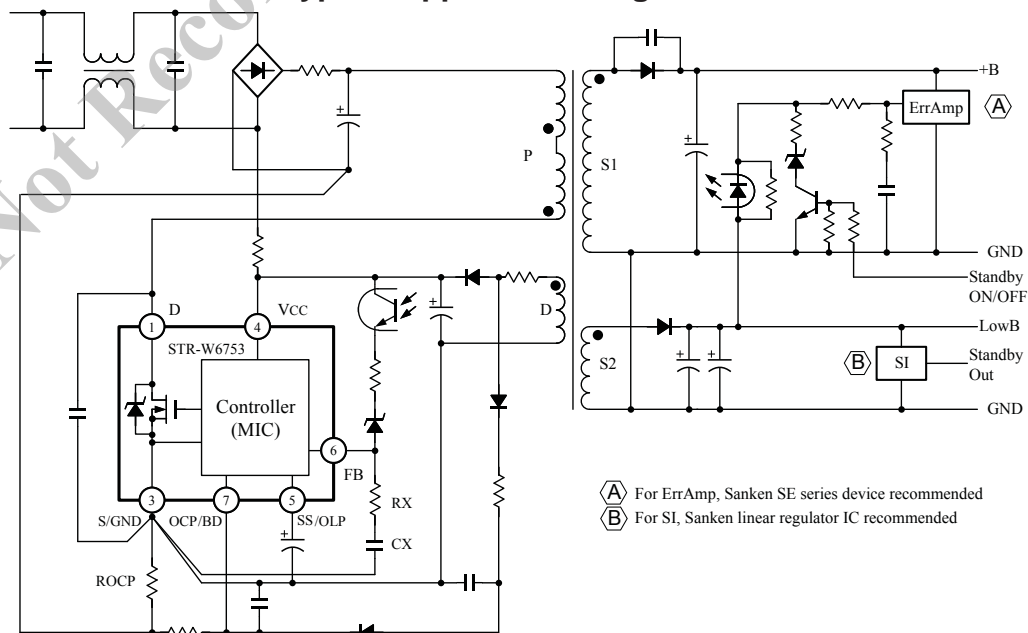 Not Reco
P
S1
+B
ErrAmp
A
GND
Standby
ON/OFF
D
VCC
D
LowB
1
4
STR-W6753
S2
B
SI
Standby
Out
Controller
(MIC)
GND
6
FB
3
7
5
S/GND
OCP/BD
SS/OLP
RX
CX
ROCP
A For ErrAmp, Sanken SE series device recommended
B For SI, Sanken linear regulator IC recommended